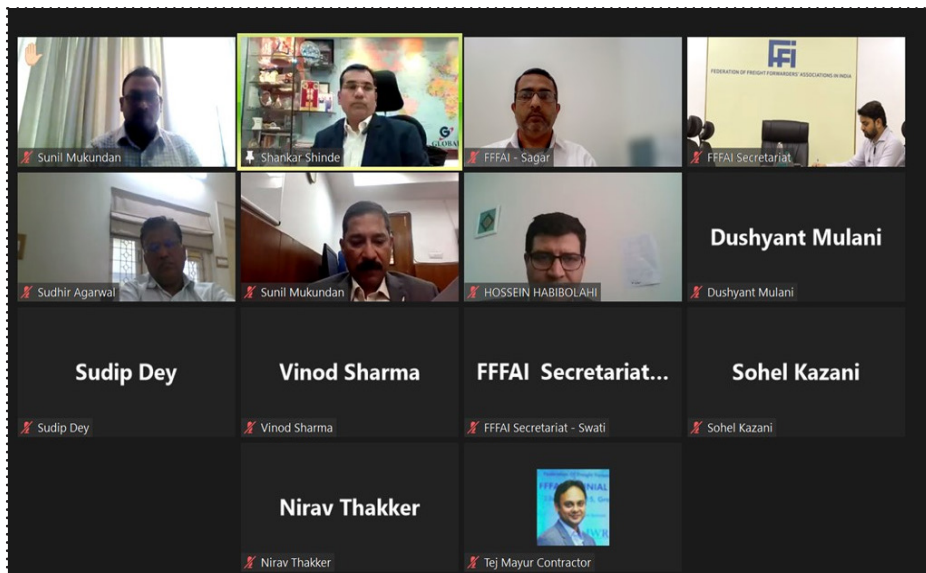 FFFi
FEDERATION OF FREIGHT FORWARDERS' ASSOCIATIONS IN INDIA
GLOBAL
Sunil Mukundan
Shankar Shinde
FFFAI - Sagar
FFFAI Secretariat
Dushyant Mulani
Sudhir Agarwal
Sunil Mukundan
HOSSEIN HABIBOLAHI
Dushyant Mulani
Sudip Dey
Vinod Sharma
FFFAI Secretariat...
Sohel Kazani
Sudip Dey
Vinod Sharma
FFFAI Secretariat - Swati
Sohel Kazani
Nirav Thakker
Nirav Thakker
Tej Mayur Contractor